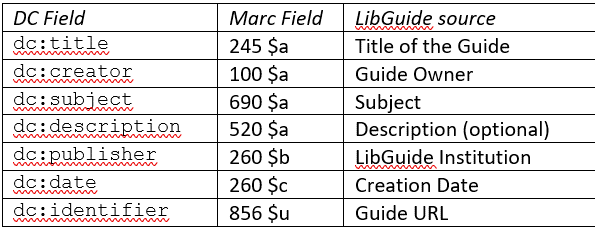 DC Field Marc Field LibGuide source
dc:title 245 $a Title of the Guide
dc:creator 100 $a Guide Owner
dc:subject 690 $a Subject
dc:description 520 $a Description (optional)
dc:publisher 260 $b LibGuide Institution
dc:date 260 $c Creation Date
dc:identifier 856 $u Guide URL